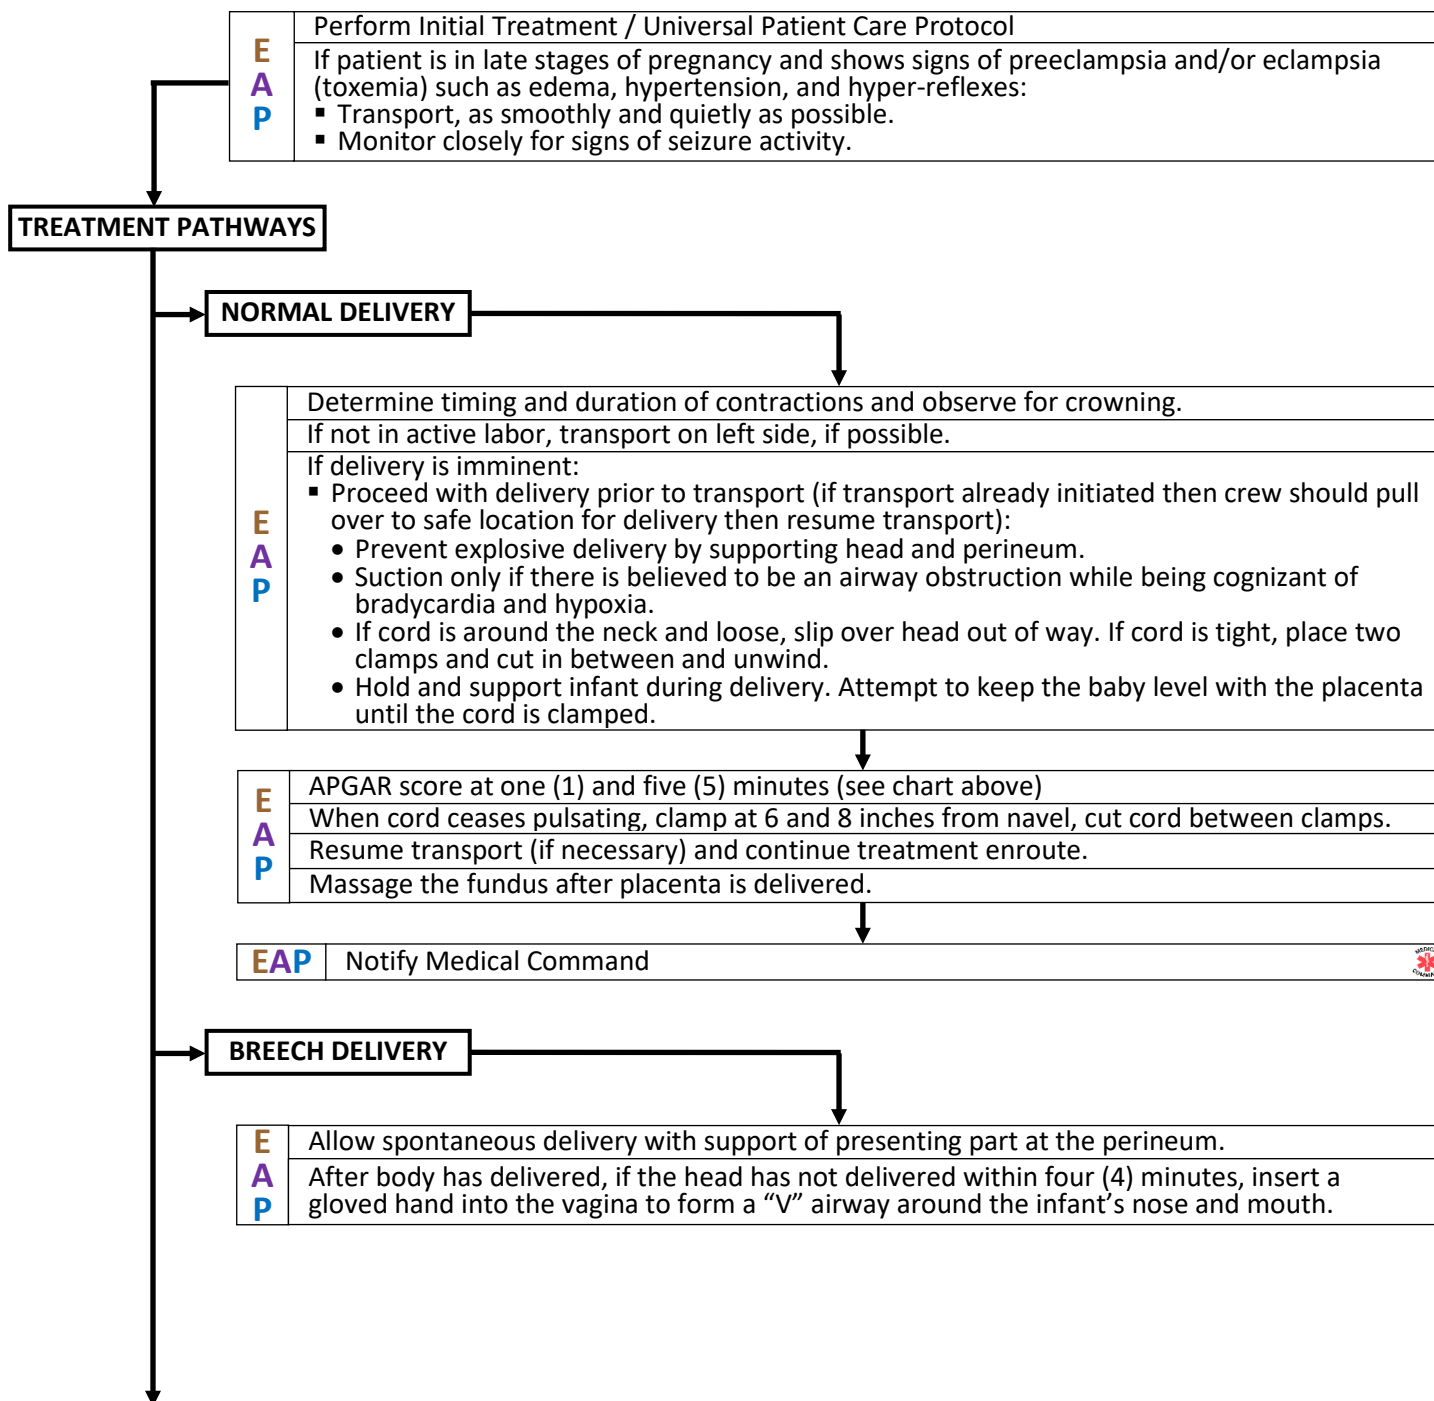 Perform Initial Treatment / Universal Patient Care Protocol
E
A
P
If patient is in late stages of pregnancy and shows signs of preeclampsia and/or eclampsia
(toxemia) such as edema, hypertension, and hyper-reflexes:
▪ Transport, as smoothly and quietly as possible.
▪ Monitor closely for signs of seizure activity.
TREATMENT PATHWAYS
NORMAL DELIVERY
E
A
P
Determine timing and duration of contractions and observe for crowning.
If not in active labor, transport on left side, if possible.
If delivery is imminent:
▪ Proceed with delivery prior to transport (if transport already initiated then crew should pull
over to safe location for delivery then resume transport):
• Prevent explosive delivery by supporting head and perineum.
• Suction only if there is believed to be an airway obstruction while being cognizant of
bradycardia and hypoxia.
• If cord is around the neck and loose, slip over head out of way. If cord is tight, place two
clamps and cut in between and unwind.
• Hold and support infant during delivery. Attempt to keep the baby level with the placenta
until the cord is clamped.
E
A
P
APGAR score at one (1) and five (5) minutes (see chart above)
When cord ceases pulsating, clamp at 6 and 8 inches from navel, cut cord between clamps.
Resume transport (if necessary) and continue treatment enroute.
Massage the fundus after placenta is delivered.
EAP Notify Medical Command
BREECH DELIVERY
E
A
P
Allow spontaneous delivery with support of presenting part at the perineum.
After body has delivered, if the head has not delivered within four (4) minutes, insert a
gloved hand into the vagina to form a “V” airway around the infant’s nose and mouth.